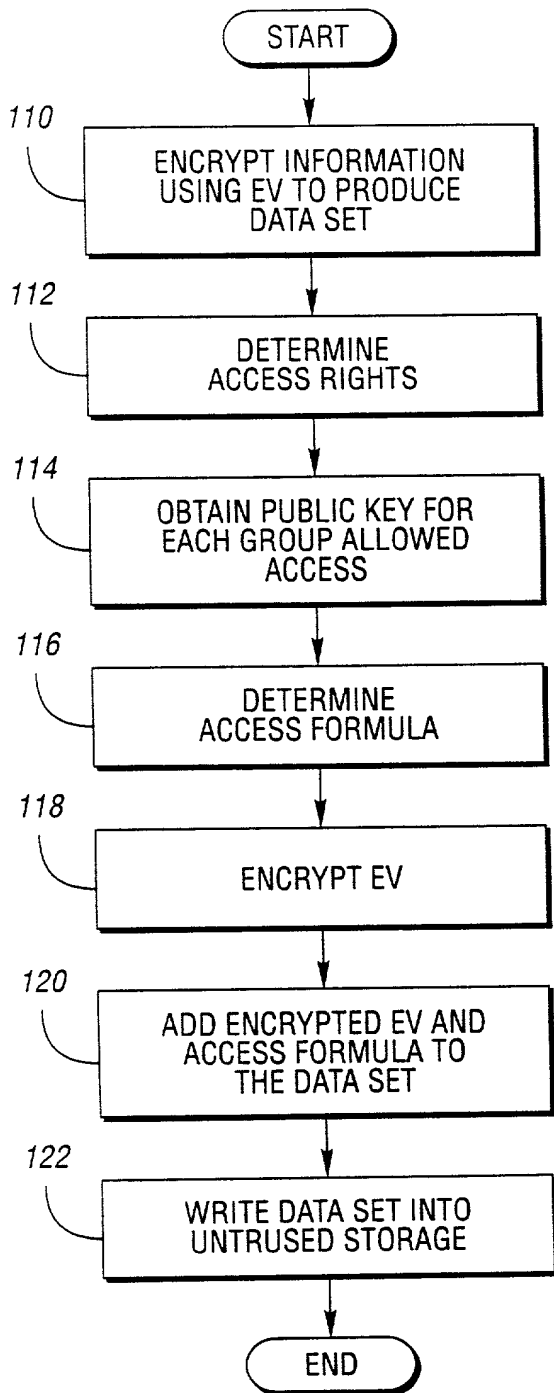 START
110
ENCRYPT INFORMATION
USING EV TO PRODUCE
DATA SET
112
DETERMINE
ACCESS RIGHTS
114
OBTAIN PUBLIC KEY FOR
EACH GROUP ALLOWED
ACCESS
116
DETERMINE
ACCESS FORMULA
118
ENCRYPT EV
120
ADD ENCRYPTED EV AND
ACCESS FORMULA TO
THE DATA SET
122
WRITE DATA SET INTO
UNTRUSED STORAGE
END